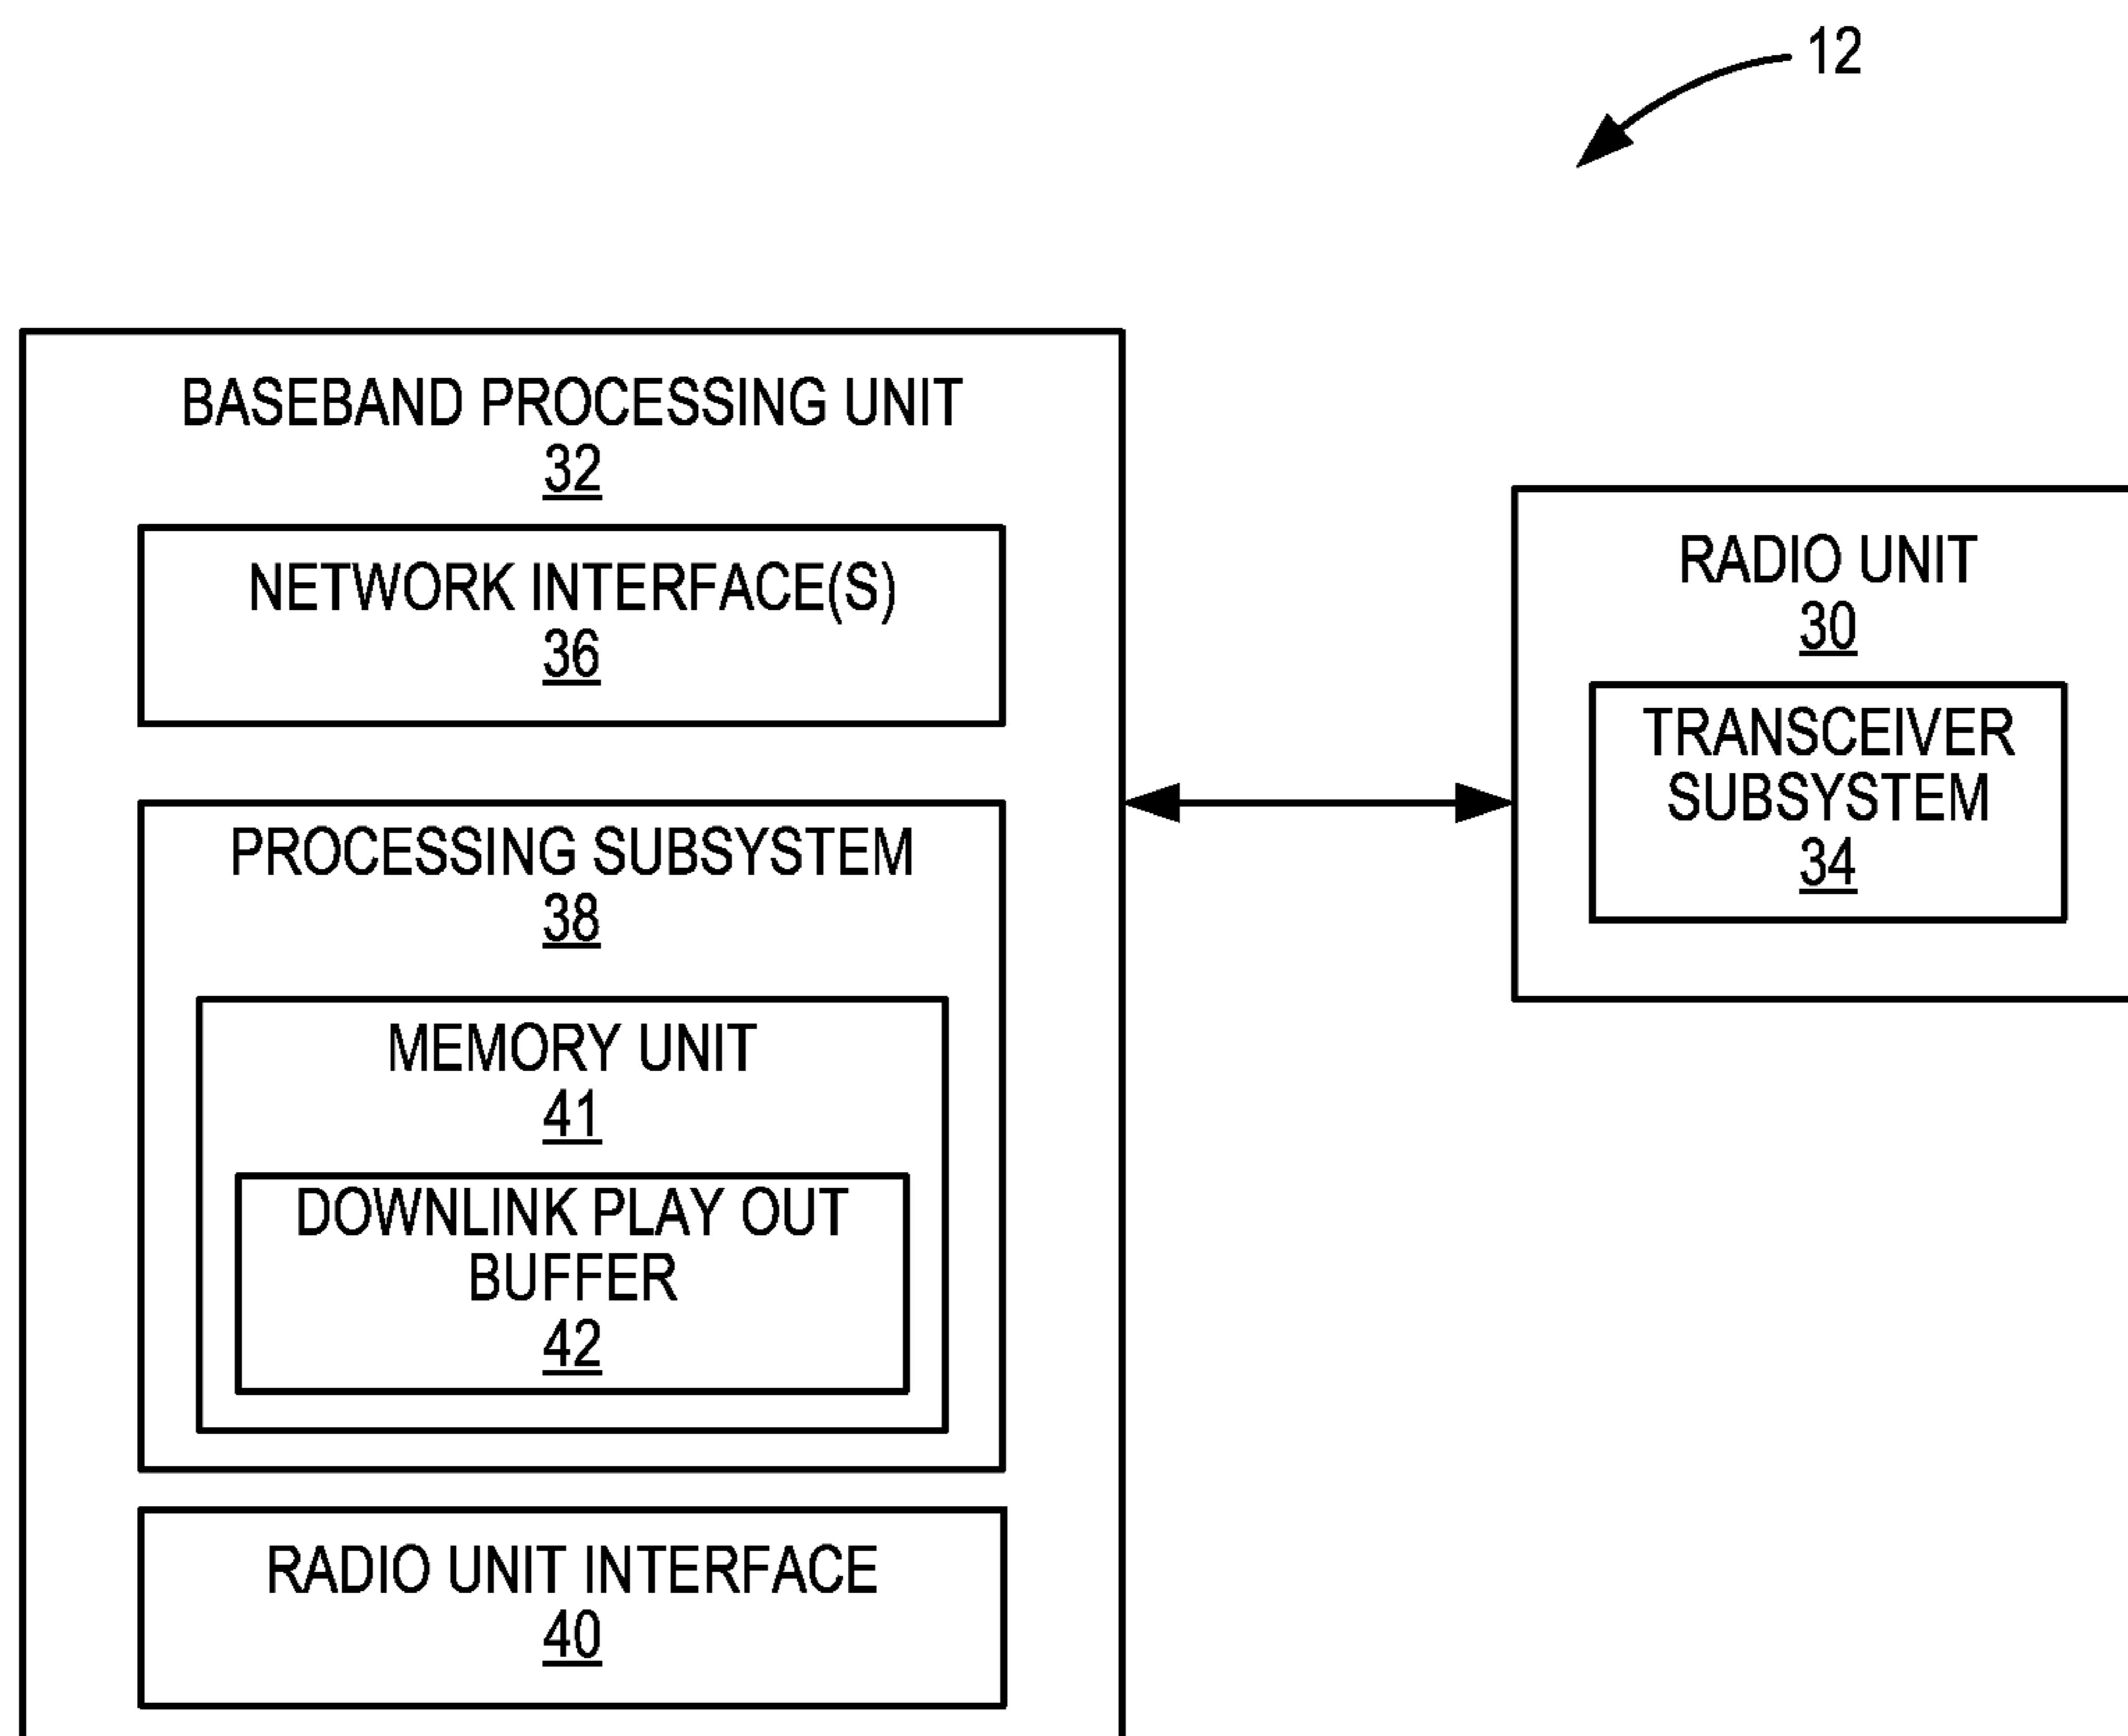 12
BASEBAND PROCESSING UNIT
32
NETWORK INTERFACE(S)
36
PROCESSING SUBSYSTEM
38
MEMORY UNIT
41
DOWNLINK PLAY OUT
BUFFER
42
RADIO UNIT INTERFACE
40
RADIO UNIT
30
TRANSCEIVER
SUBSYSTEM
34